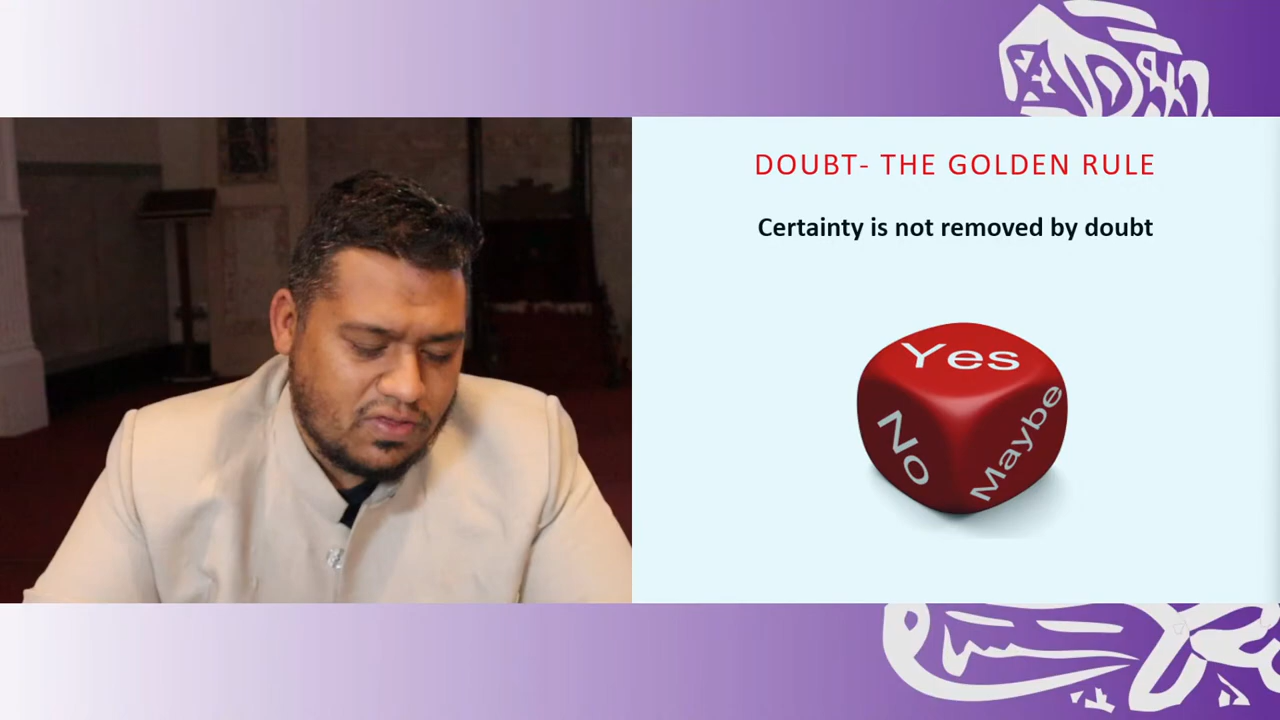 DOUBT- THE GOLDEN RULE
Certainty is not removed by doubt
Yes
No
Maybe